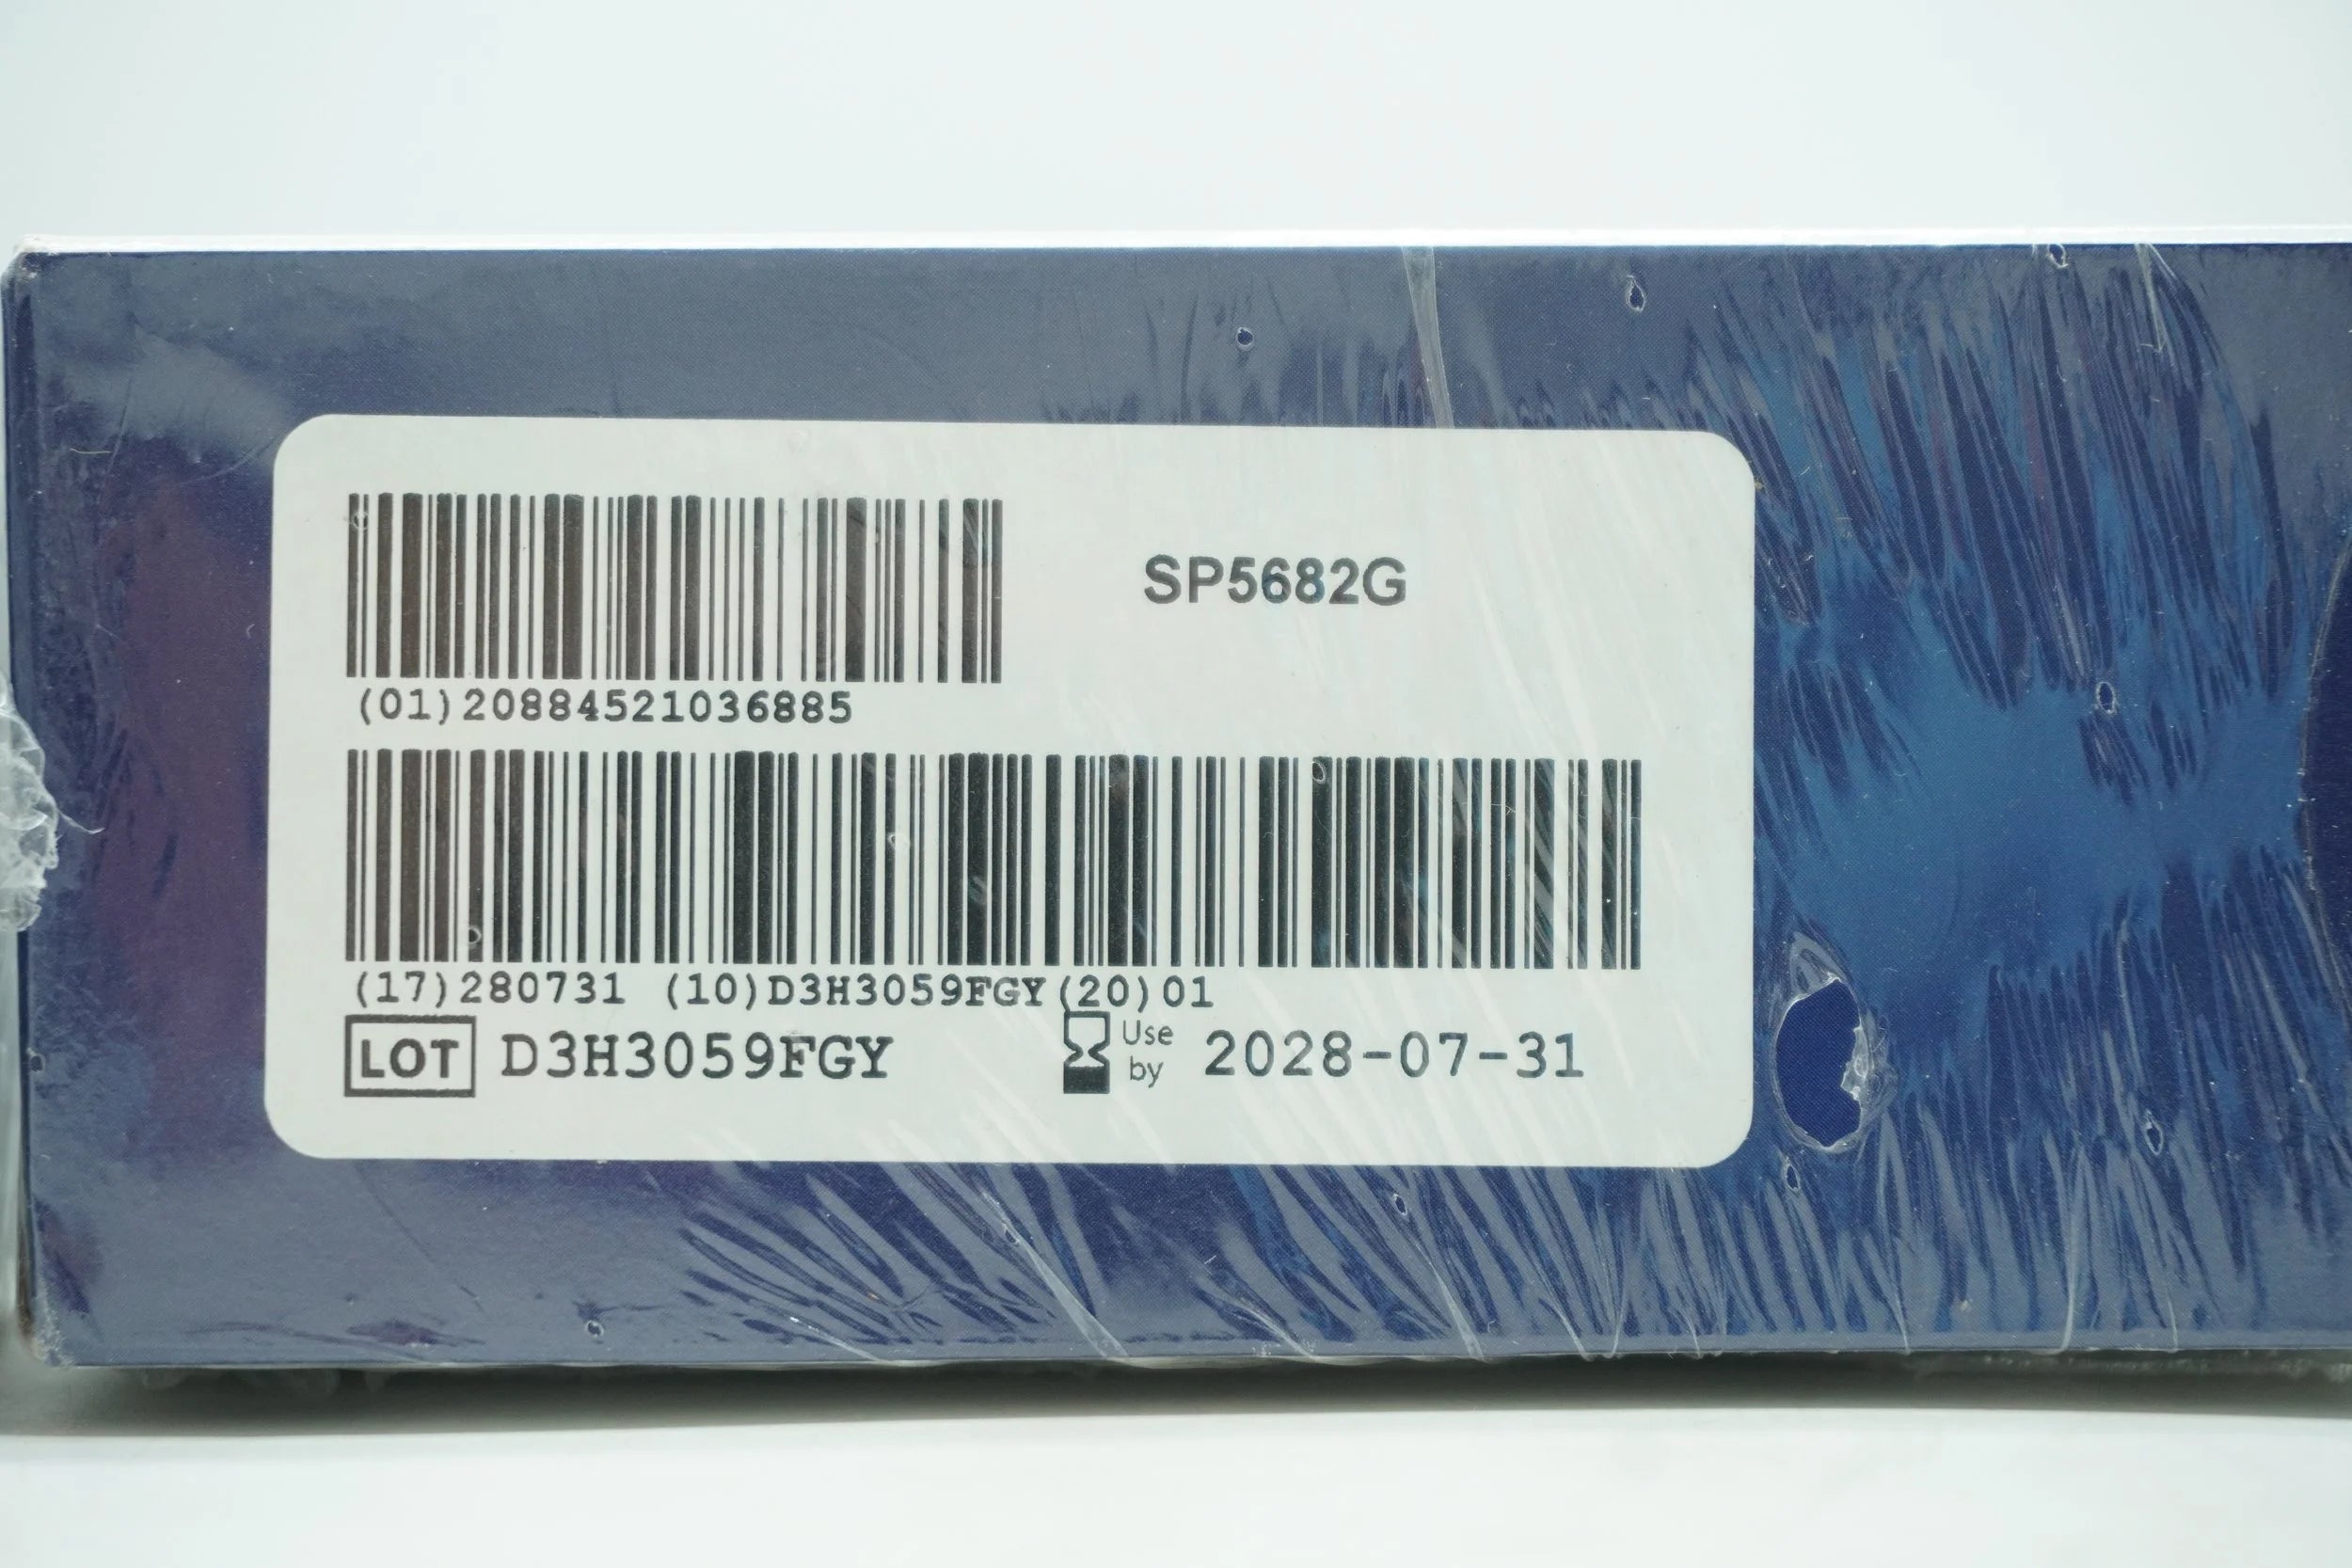 SP5682G
(01)20884521036885
(17)280731 (10)D3H3059FGY(20)01
LOT D3H3059FGY Use by 2028-07-31